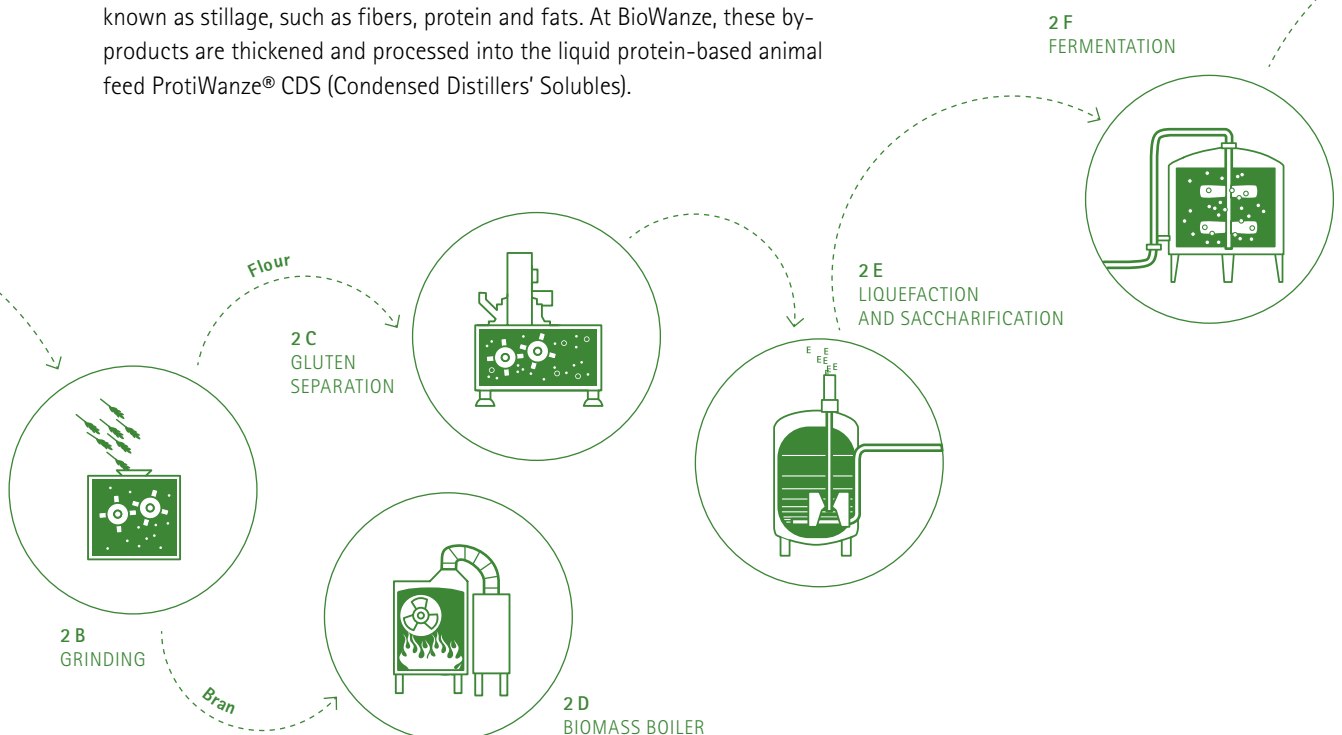 known as stillage, such as fibers, protein and fats. At BioWanze, these by-
products are thickened and processed into the liquid protein-based animal
feed ProtiWanze® CDS (Condensed Distillers' Solubles).
2 F
FERMENTATION
Flour
2 C
GLUTEN
SEPARATION
2 E
LIQUEFACTION
AND SACCHARIFICATION
E E
E E
E E
E
2 B
GRINDING
Bran
2 D
BIOMASS BOILER